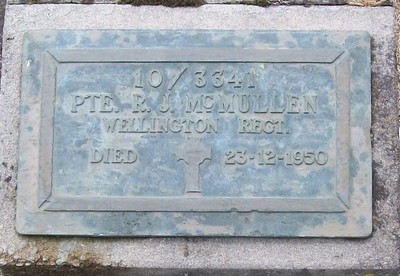 10/3341
PTE. R. J. McMULLEN
WELLINGTON REGT.
DIED 23-12-1950